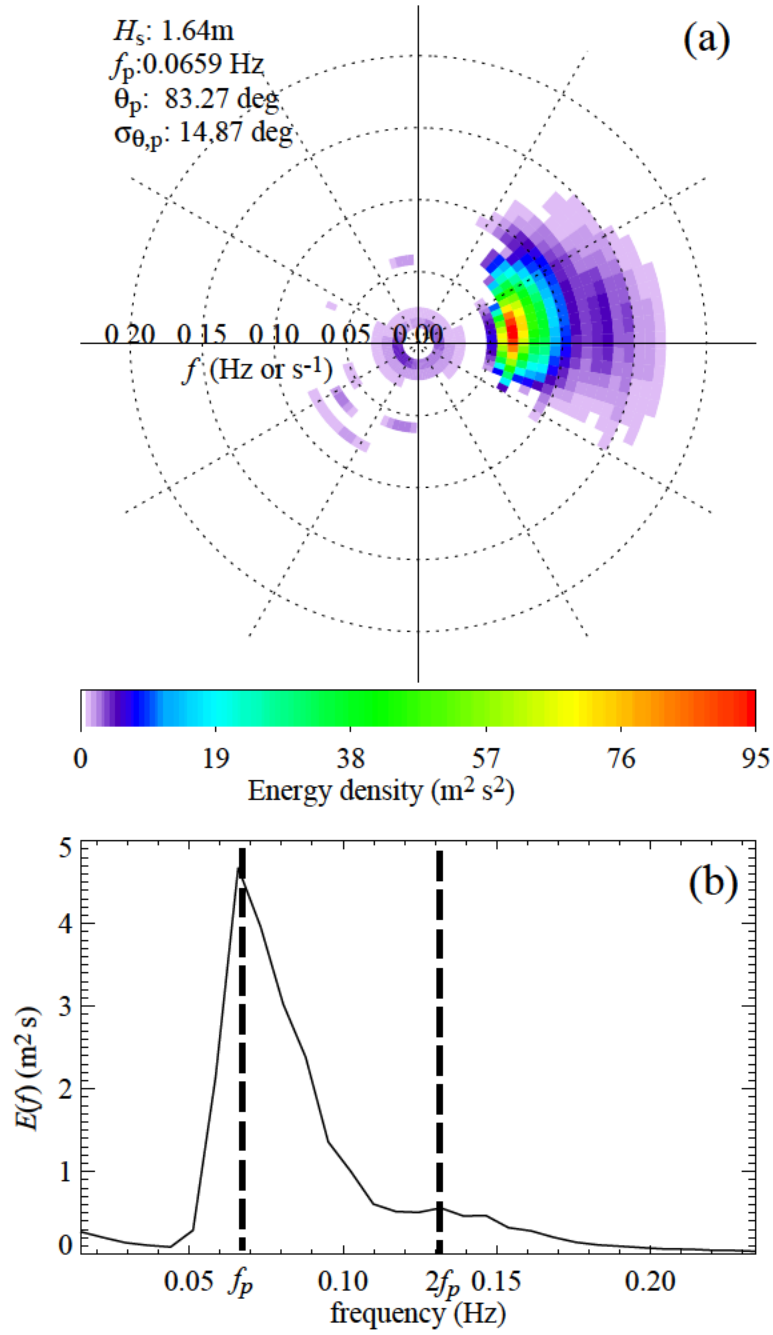 (a)
Hs: 1.64m
fp:0.0659 Hz
θp: 83.27 deg
σθ,p: 14,87 deg
0.20 0.15 0.10 0.05 0.00
f (Hz or s-1)
0 19 38 57 76 95
Energy density (m2 s2)
(b)
5
4
3
2
1
0
E(f) (m2 s)
0.05 fp 0.10 2fp 0.15 0.20
frequency (Hz)